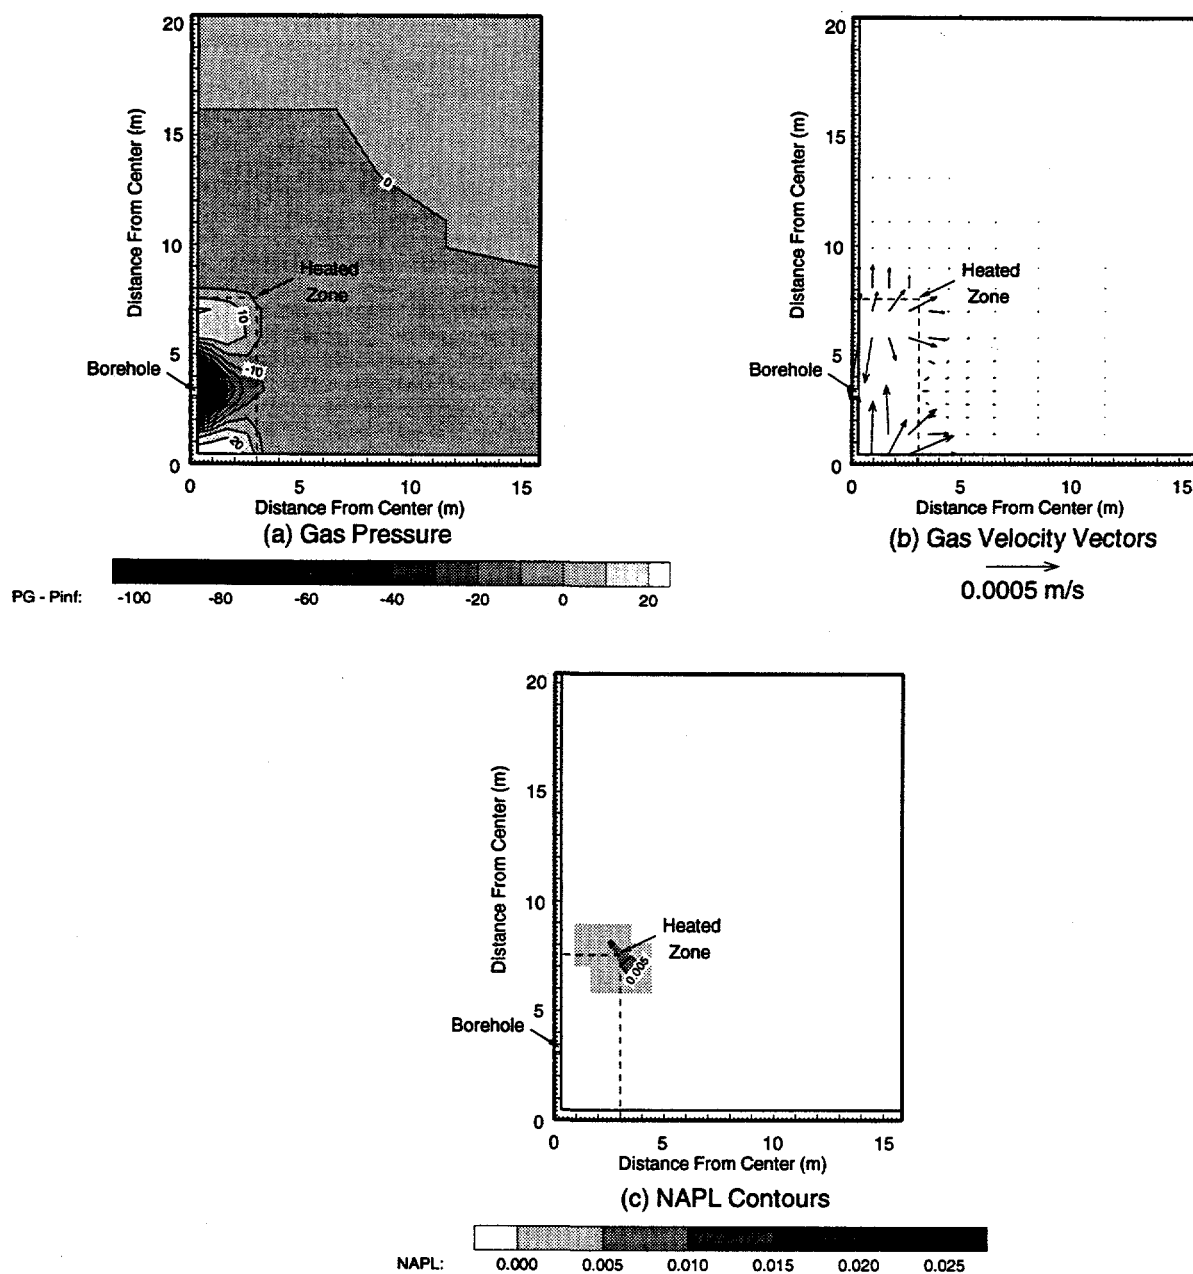 20
15
10
5
0
Distance From Center (m)
0
Heated
Zone
10
-10
20
Borehole
0
5
10
15
Distance From Center (m)
(a) Gas Pressure
PG - Pinf:
-100
-80
-60
-40
-20
0
20
20
15
10
5
0
Distance From Center (m)
Heated
Zone
Borehole
0
5
10
15
Distance From Center (m)
(b) Gas Velocity Vectors
0.0005 m/s
20
15
10
5
0
Distance From Center (m)
Heated
Zone
0.005
Borehole
0
5
10
15
Distance From Center (m)
(c) NAPL Contours
NAPL:
0.000
0.005
0.010
0.015
0.020
0.025